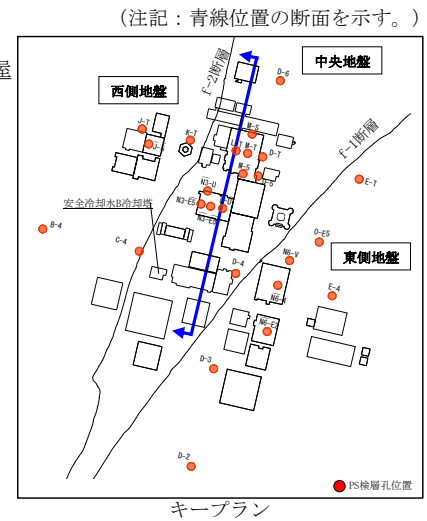 （注記：青線位置の断面を示す。）
屋
中央地盤
f-2断層
D-6
西側地盤
J-T
K-T
M-S
M-T
D-T
M-5
f-1断層
E-T
N3-U
N3-E5
安全冷却水B冷却塔
B-4
C-4
O-E5
N6-V
東側地盤
D-4
N6-4
E-4
D-3
D-2
PS検層孔位置
キープラン